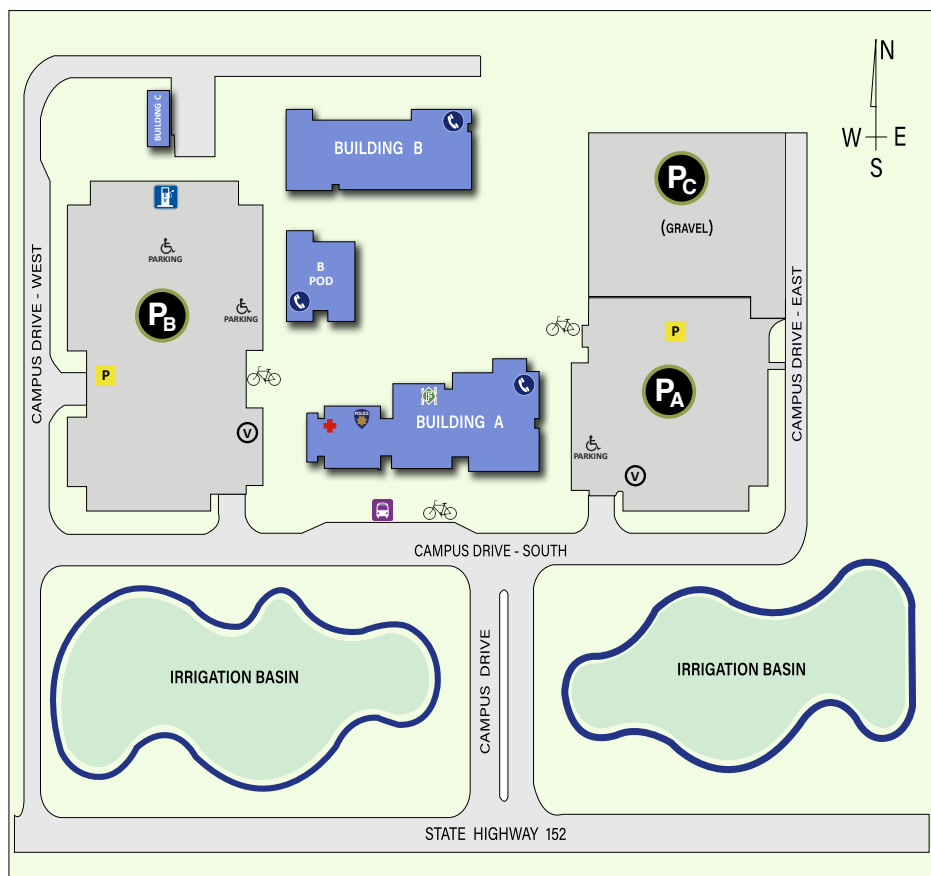 N
W E
S
BUILDING C
BUILDING B
PC
(GRAVEL)
PARKING
B
POD
PB
PARKING
CAMPUS DRIVE - WEST
CAMPUS DRIVE - EAST
P
P
PA
POLICE
BUILDING A
V
PARKING
V
CAMPUS DRIVE - SOUTH
IRRIGATION BASIN
IRRIGATION BASIN
CAMPUS DRIVE
STATE HIGHWAY 152